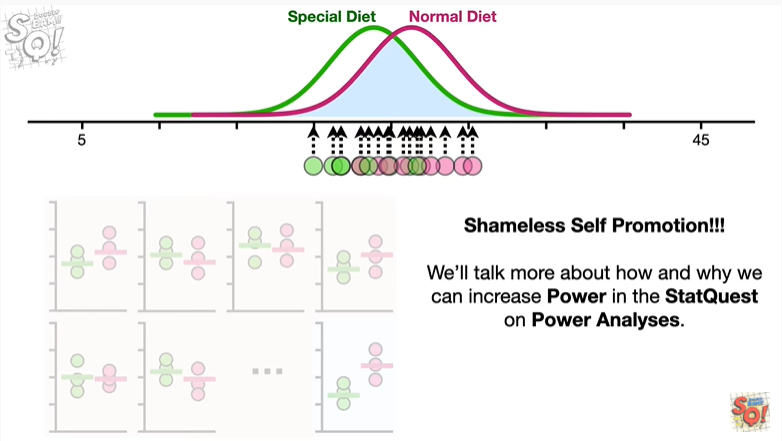 Special Diet
Normal Diet
5
45
Shameless Self Promotion!!!
We'll talk more about how and why we
can increase Power in the StatQuest
on Power Analyses.
SQ!